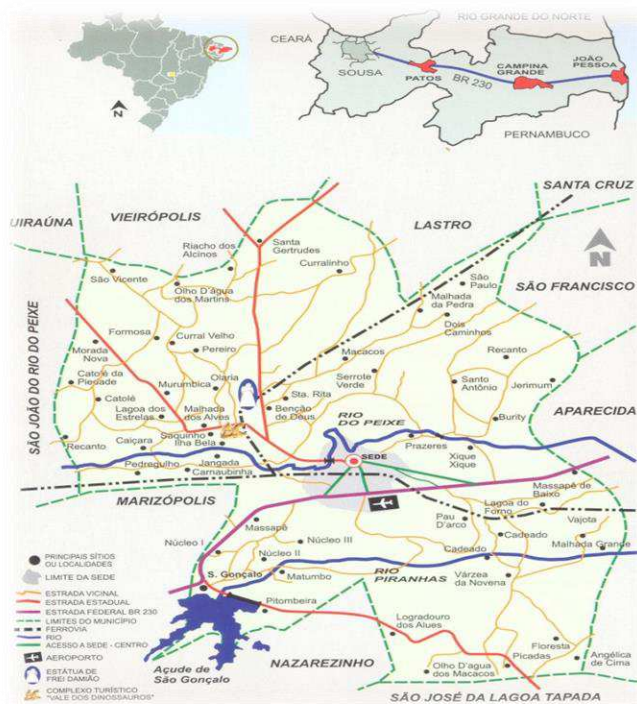 RIO GRANDE DO NORTE
CEARÁ
SOUSA
PATOS
BR 230
CAMPINA
GRANDE
JOÃO
PESSOA
PERNAMBUCO
N
SANTA CRUZ
UIRAÚNA
VIEIRÓPOLIS
LASTRO
N
Riacho dos
Alcinos
Santa
Gertrudes
Curralinho
São Vicente
Olho D'água
dos Martins
São
Paulo
SÃO FRANCISCO
Malhada
da Pedra
Dois
Caminhos
Formosa
Curral Velho
Morada
Nova
Pereiro
Macacos
Recanto
SÃO JOÃO DO RIO DO PEIXE
Catolé da
Piedade
Olaria
Murumbica
Serrote
Verde
Santo
Antônio
Jerimum
Catolé
Sta. Rita
Lagoa dos
Estrelas
Malhada
dos Alves
Benção
de Deus
RIO
DO PEIXE
Burity
APARECIDA
Saquinho
Ilha Bela
Recanto
Caiçara
Prazeres
SEDE
Xique
Xique
Pedregulho
Jangada
Carnaubinha
Massapê
de Baixo
MARIZÓPOLIS
Lagoa do
Forno
Pau
D'arco
Vajota
Massapê
Cadeado
Núcleo I
Núcleo III
Malhada Grande
Núcleo II
Cadeado
S. Gonçalo
Matumbo
RIO
PIRANHAS
Várzea
da Novena
Pitombeira
Logradouro
dos Alues
Floresta
Açude de
São Gonçalo
NAZAREZINHO
Olho D'agua
dos Macacos
Picadas
Angélica
de Cima
SÃO JOSÉ DA LAGOA TAPADA
PRINCIPAIS SÍTIOS
OU LOCALIDADES
LIMITE DA SEDE
ESTRADA VICINAL
ESTRADA ESTADUAL
ESTRADA FEDERAL BR 230
LIMITES DO MUNICÍPIO
FERROVIA
RIO
ACESSO A SEDE - CENTRO
AEROPORTO
ESTÁTUA DE
FREI DAMIÃO
COMPLEXO TURÍSTICO
"VALE DOS DINOSSAUROS"